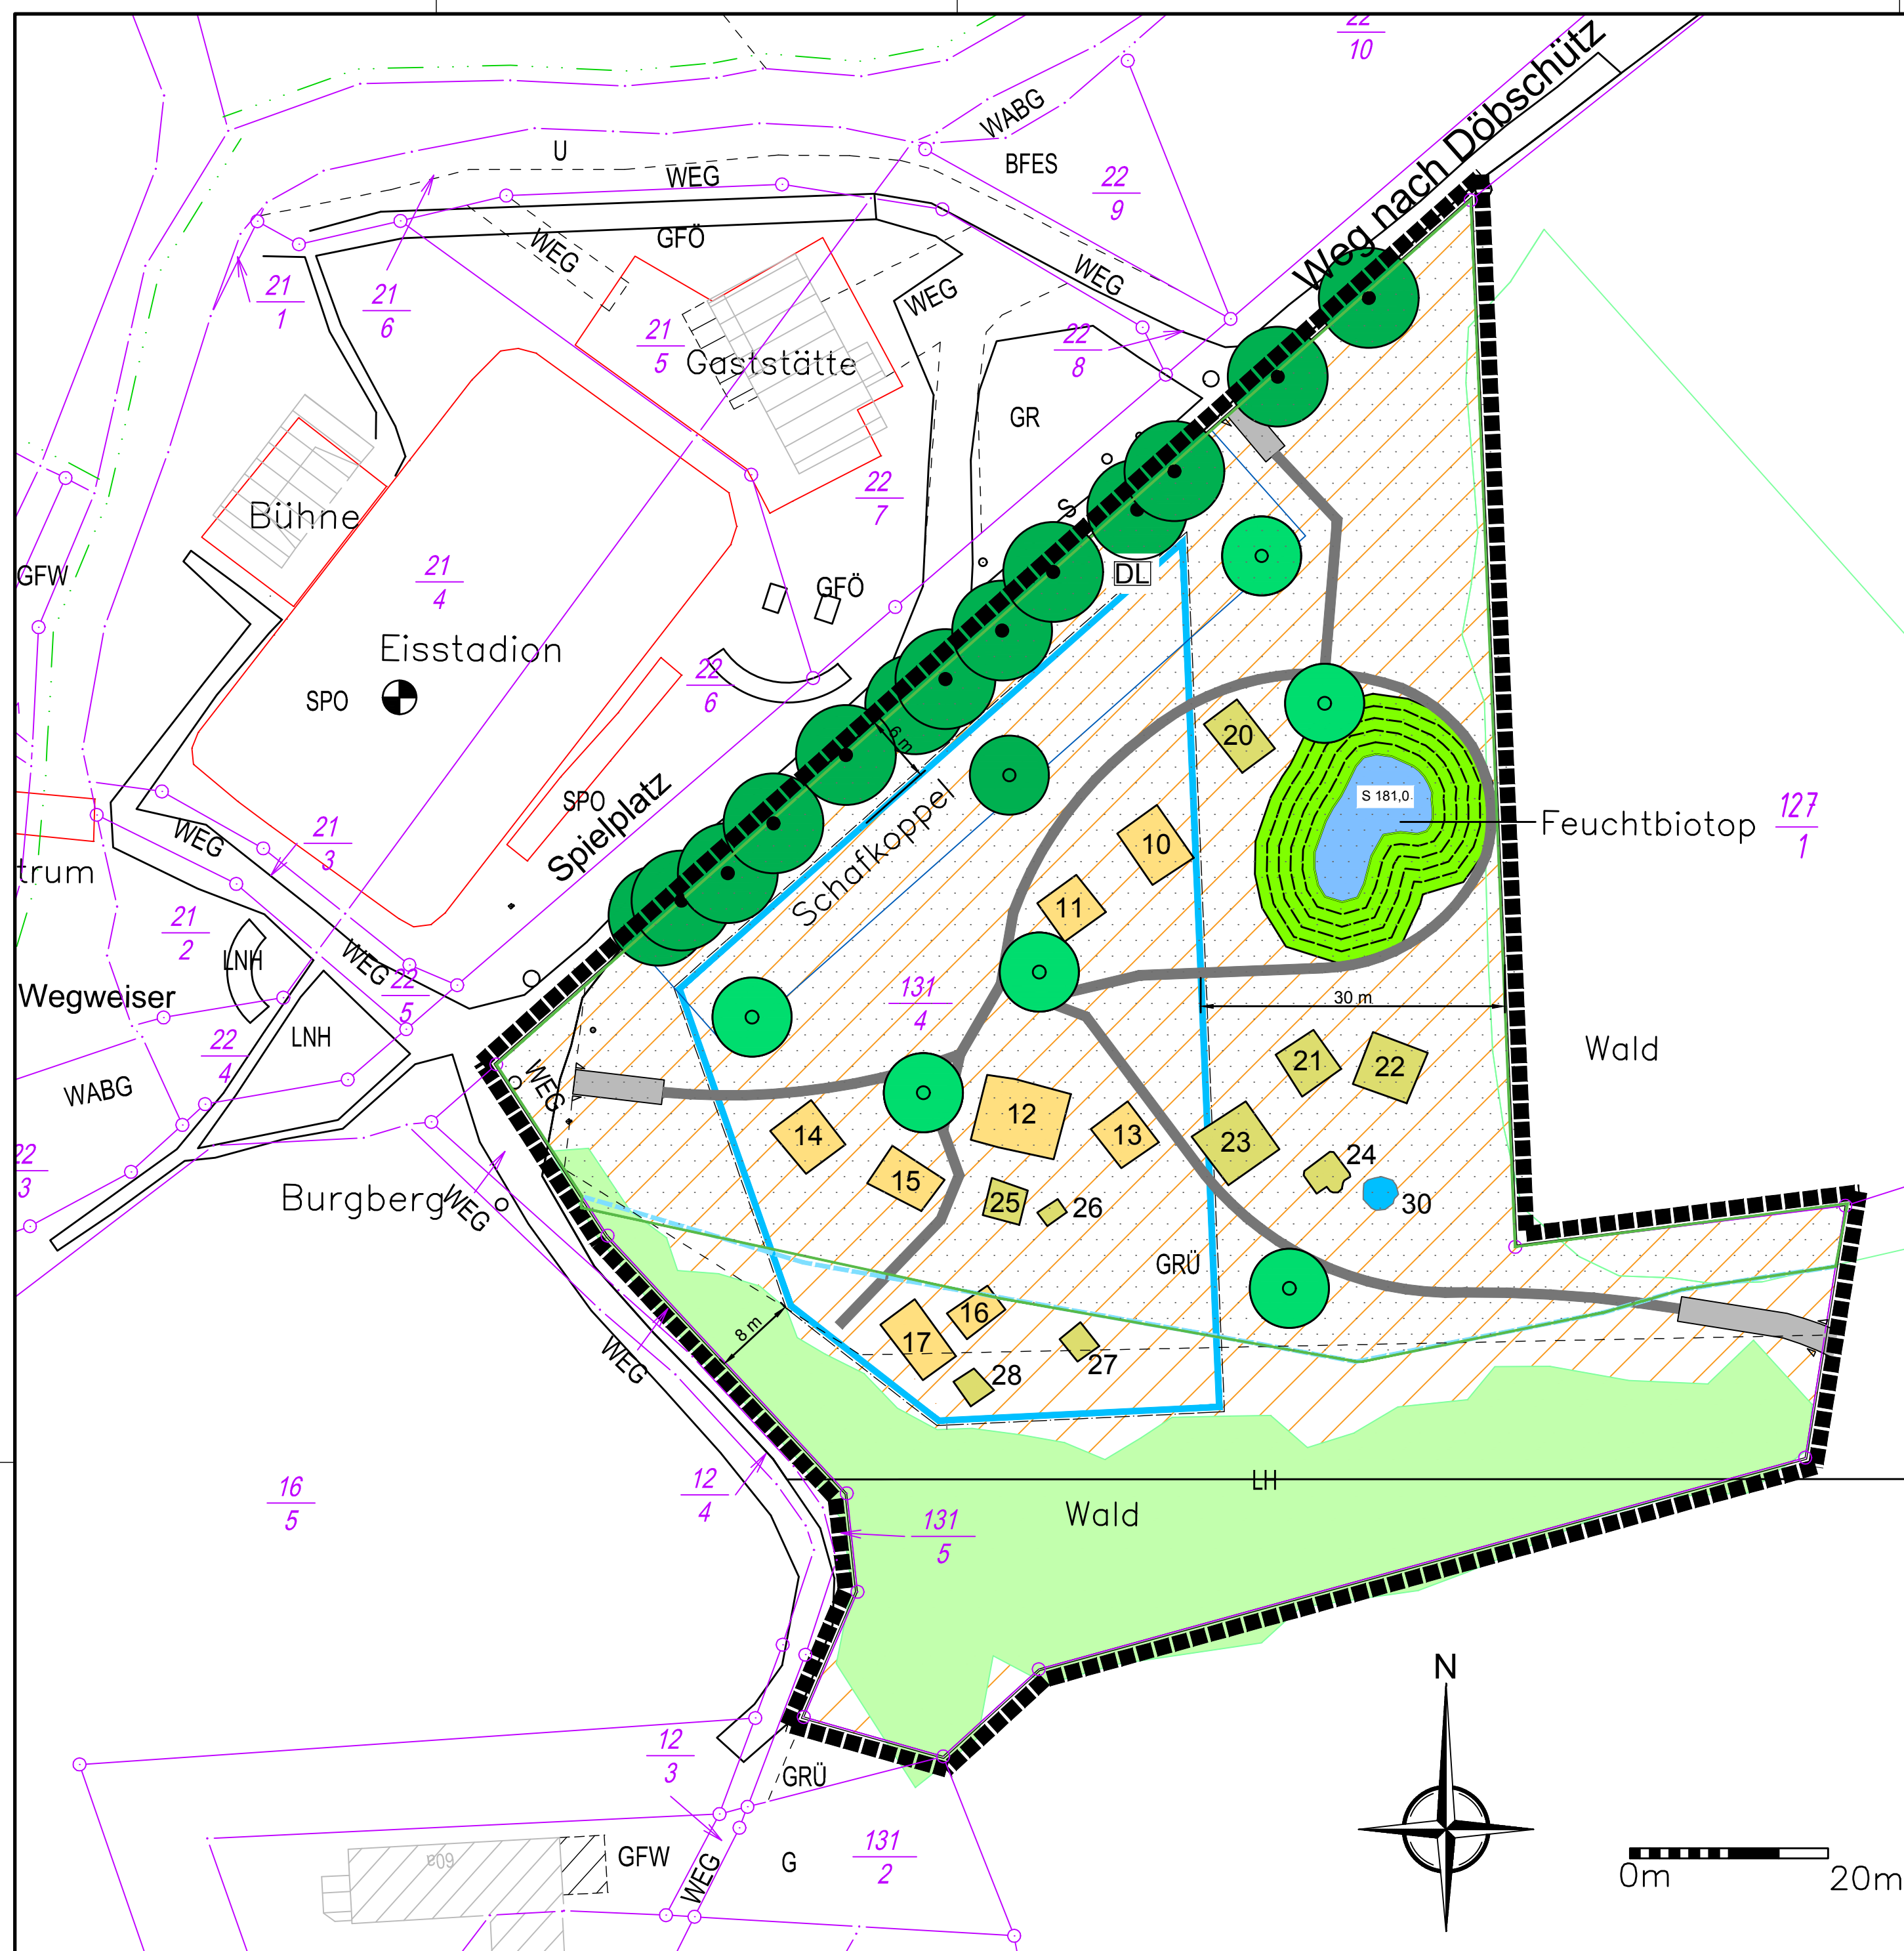 22
10
Weg nach Döbschütz
WABG
U
BFES
WEG
22
9
GFÖ
WEG
WEG
21
1
21
6
WEG
21
5
22
8
Gaststätte
GR
Bühne
22
7
S
GFW
21
4
GFÖ
DL
Eisstadion
SPO
22
6
20
6 m
S 181,0
Feuchtbiotop
127
1
SPO
Spielplatz
Schafkoppel
WEG
21
3
10
trum
11
21
2
LNH
WEG
22
5
131
4
30 m
Wegweiser
LNH
22
4
Wald
WABG
WEG
21
22
12
14
13
23
22
3
15
24
Burgberg
WEG
25
26
30
GRÜ
16
17
8 m
27
WEG
28
16
5
12
4
LH
Wald
131
5
N
12
3
GRÜ
GFW
G
131
2
60a
WEG
0m
20m